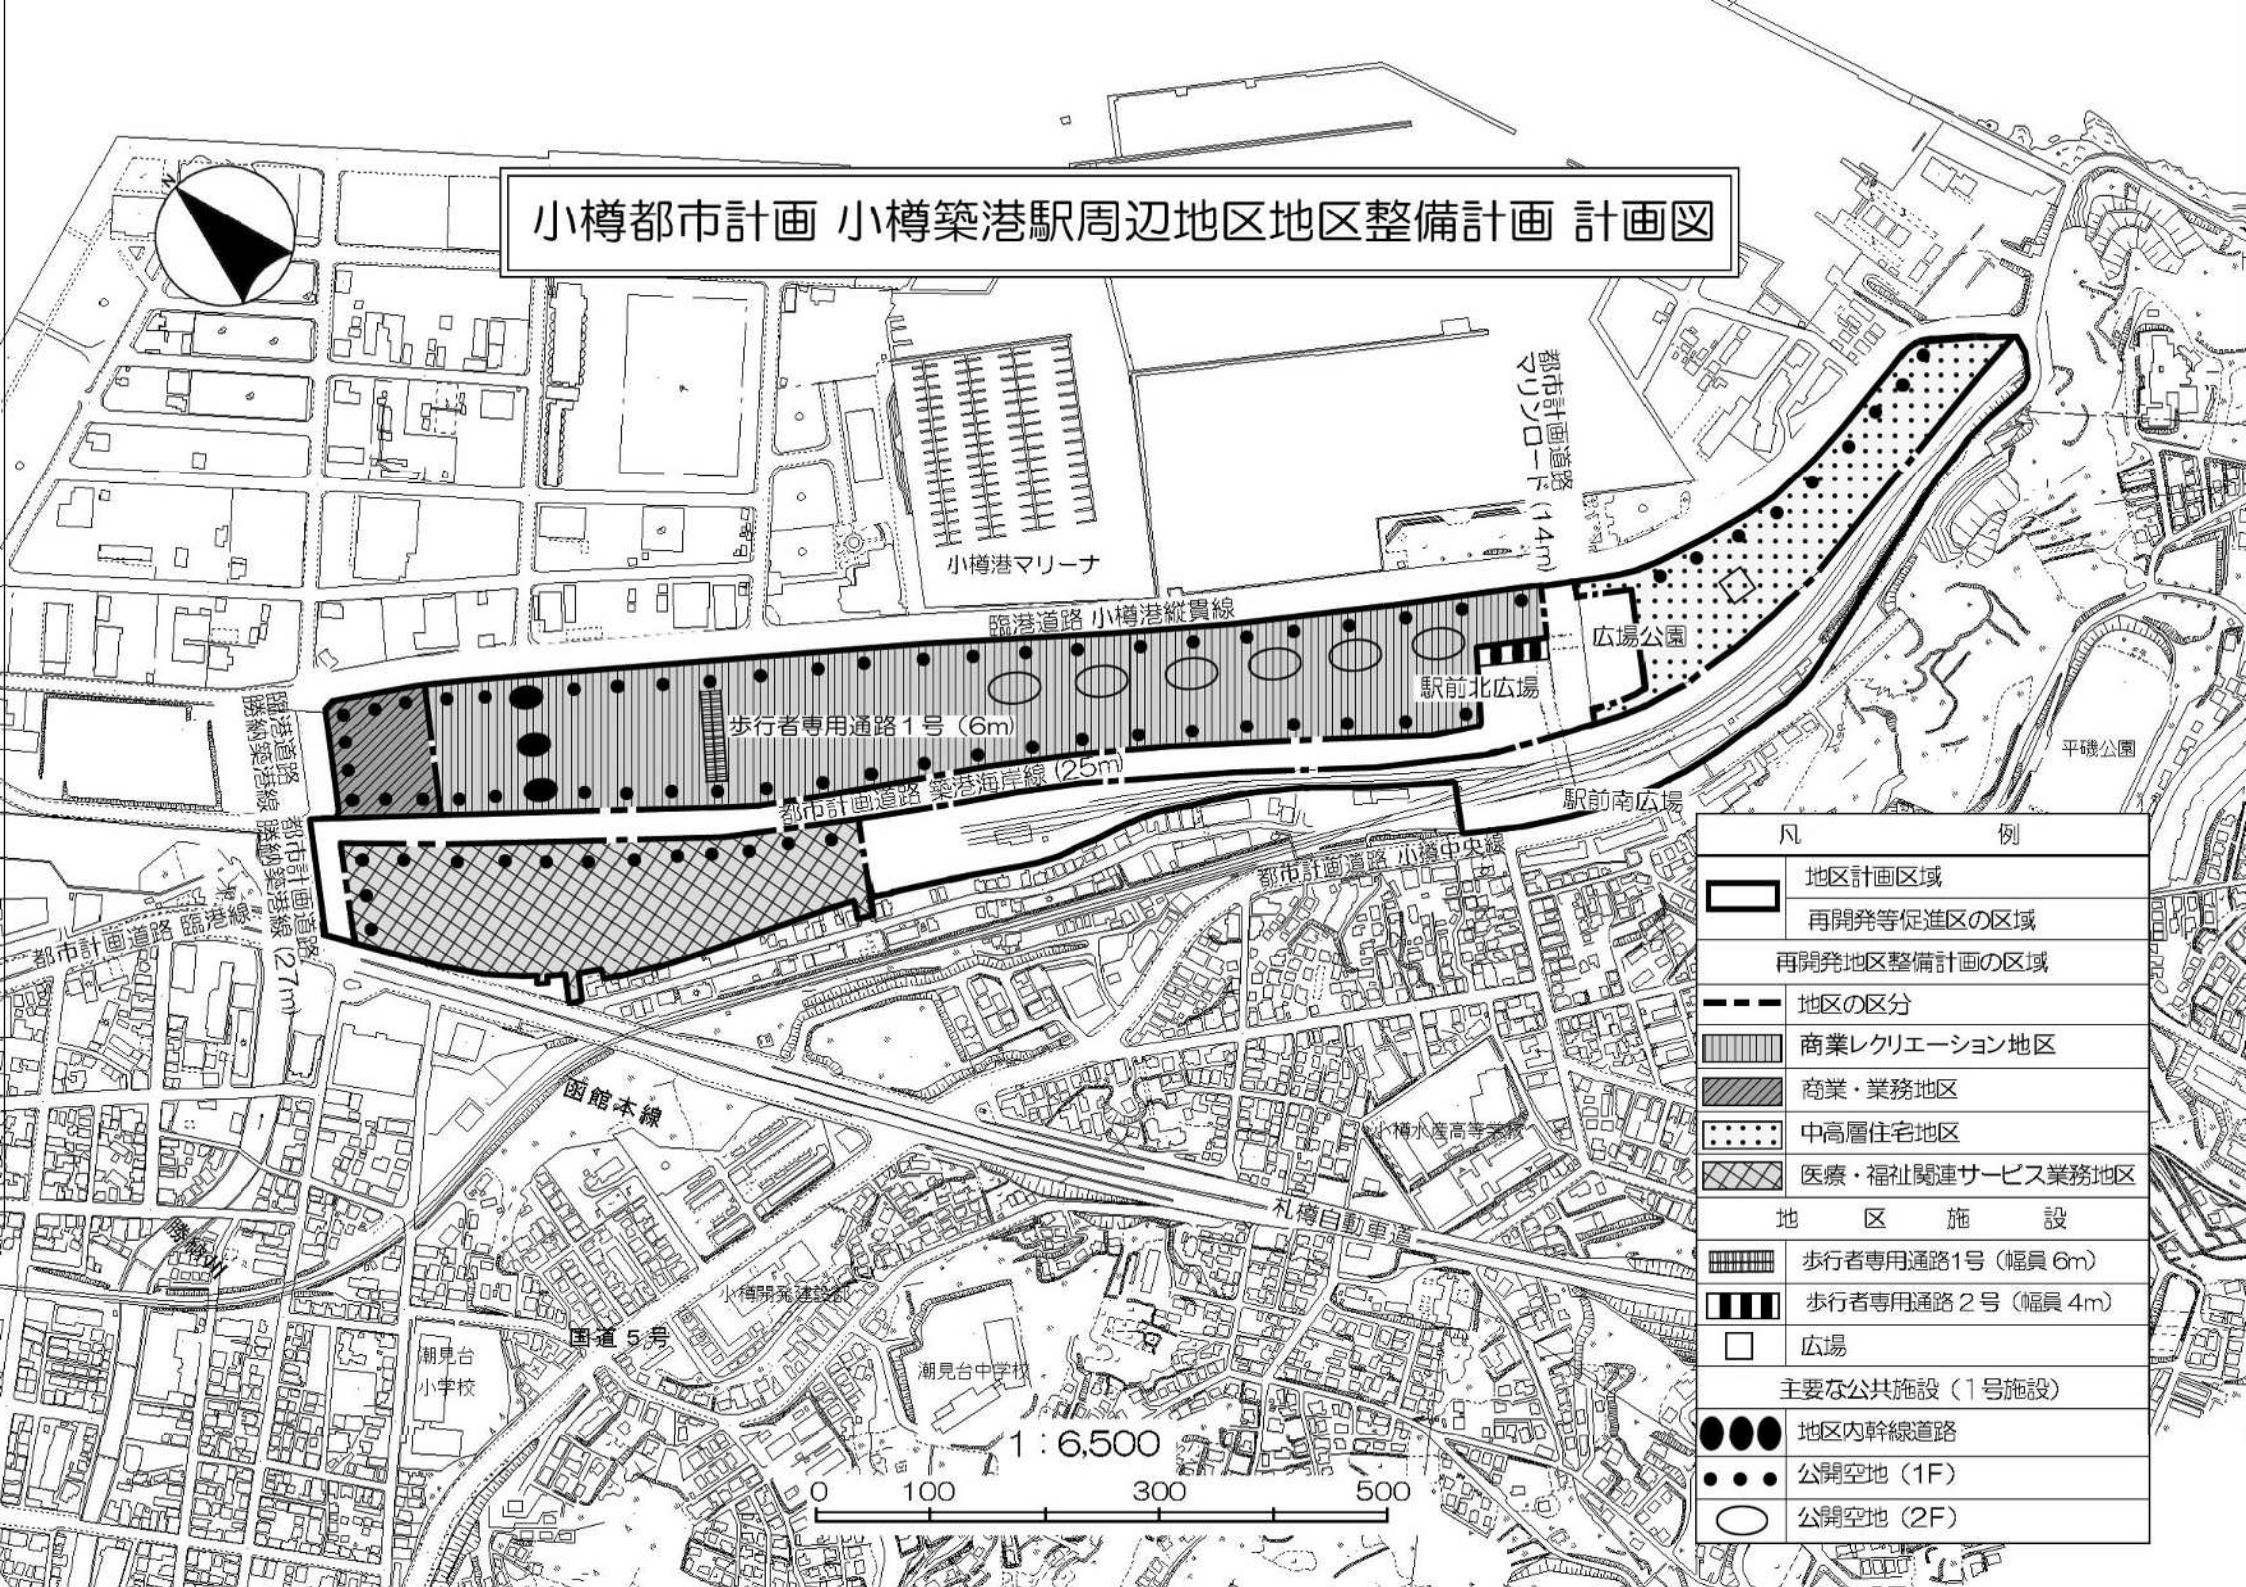 小樽都市計画 小樽築港駅周辺地区地区整備計画 計画図
N
都市計画道路
マリンロード(14m)
小樽港マリーナ
臨港道路 小樽港縦貫線
広場公園
駅前北広場
歩行者専用通路1号(6m)
臨港道路
勝納築港線
都市計画道路 築港海岸線(25m)
平磯公園
駅前南広場
都市計画道路
勝納築港線(27m)
都市計画道路 小樽中央線
都市計画道路 臨港線
函館本線
小樽水産高等学校
札樽自動車道
勝納川
小樽開発建設部
国道5号
潮見台
小学校
潮見台中学校
1:6,500
0 100 300 500
凡 例
地区計画区域
再開発等促進区の区域
再開発地区整備計画の区域
地区の区分
商業レクリエーション地区
商業・業務地区
中高層住宅地区
医療・福祉関連サービス業務地区
地 区 施 設
歩行者専用通路1号(幅員 6m)
歩行者専用通路2号(幅員 4m)
広場
主要な公共施設(1号施設)
地区内幹線道路
公開空地(1F)
公開空地(2F)